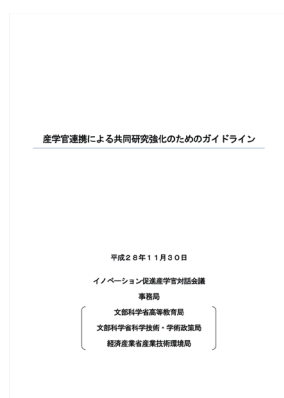 産学官連携による共同研究強化のためのガイドライン
平成２８年１１月３０日
イノベーション促進産学官対話会議
事務局
文部科学省高等教育局
文部科学省科学技術・学術政策局
経済産業省産業技術環境局